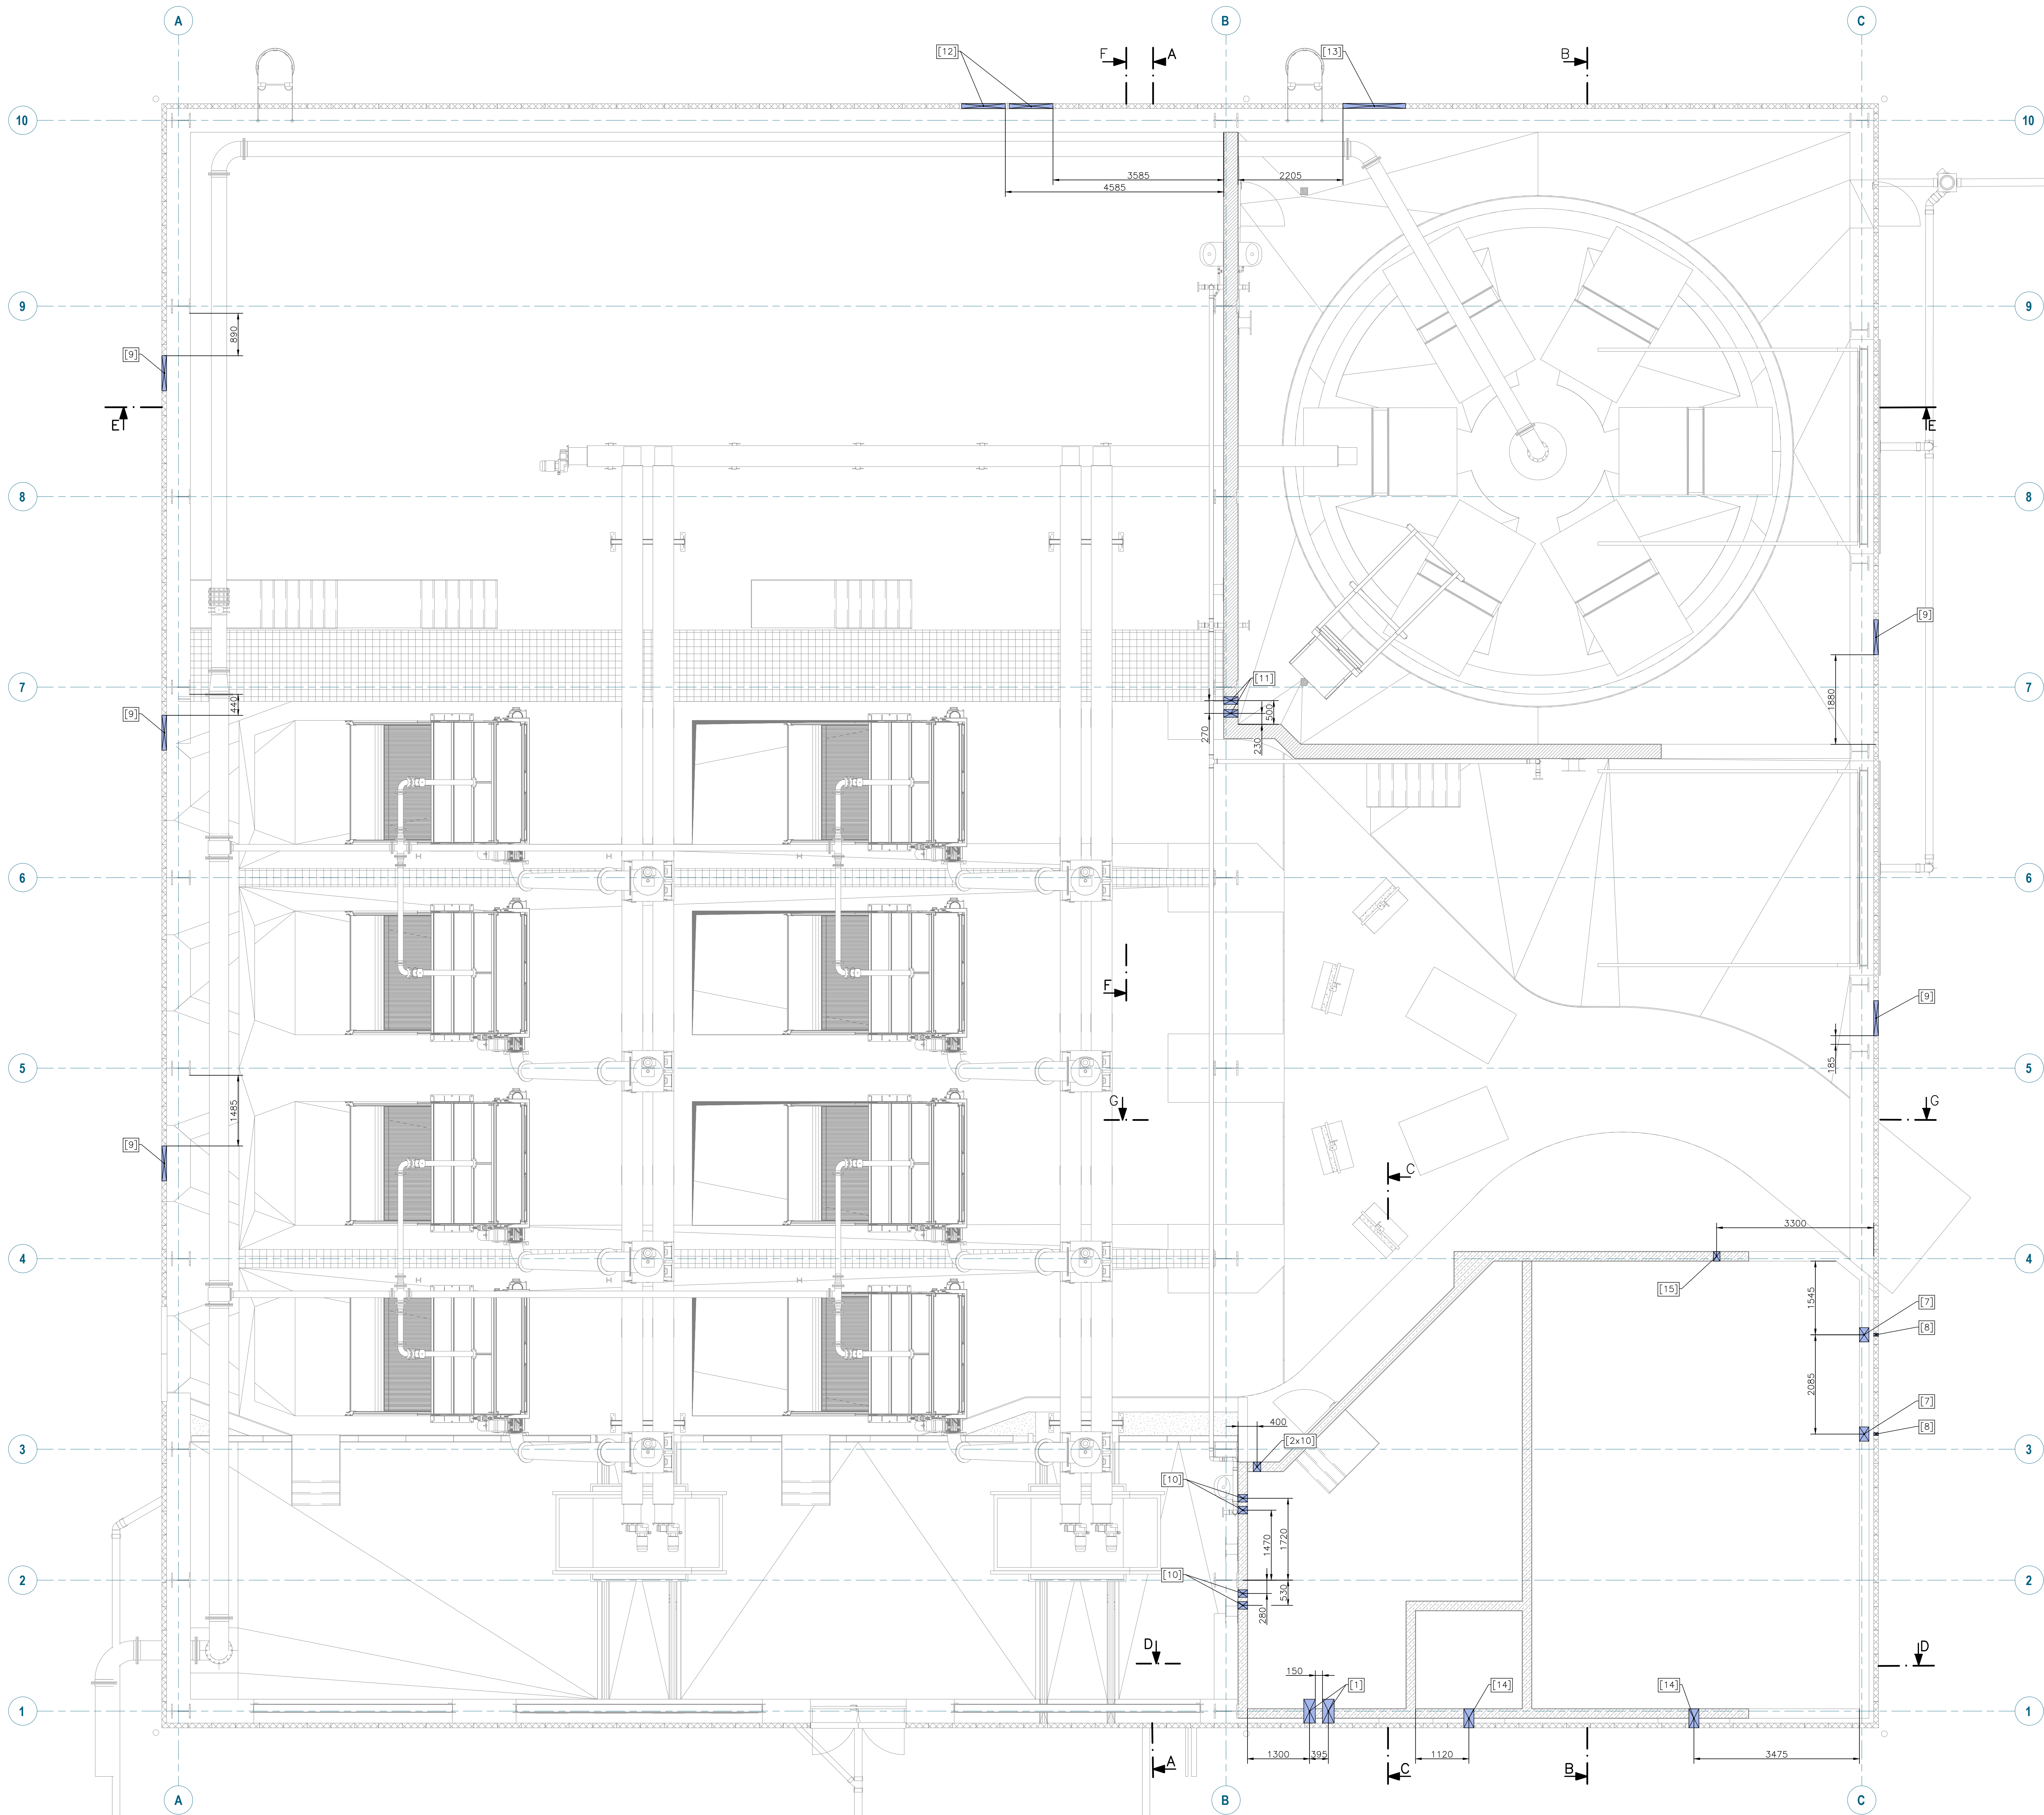 A B C
[12] F A [13] B
10 10
3585 2205
4585
9 9
890
[9]
E E
8 8
[9]
7 [11] 7
440 500 1880
[9] 270 230
6 6
[9]
F
185
5 5
1485 G G
[9]
C
3300
4 4
[15] 1545
[7]
[8]
2085
400 [7]
[8]
3 [2x10] 3
[10]
1470 1720
[10]
2 2
530
280
D D
150 [1] [14] [14]
1 1
1300 395 1120 3475
A C B
A B C